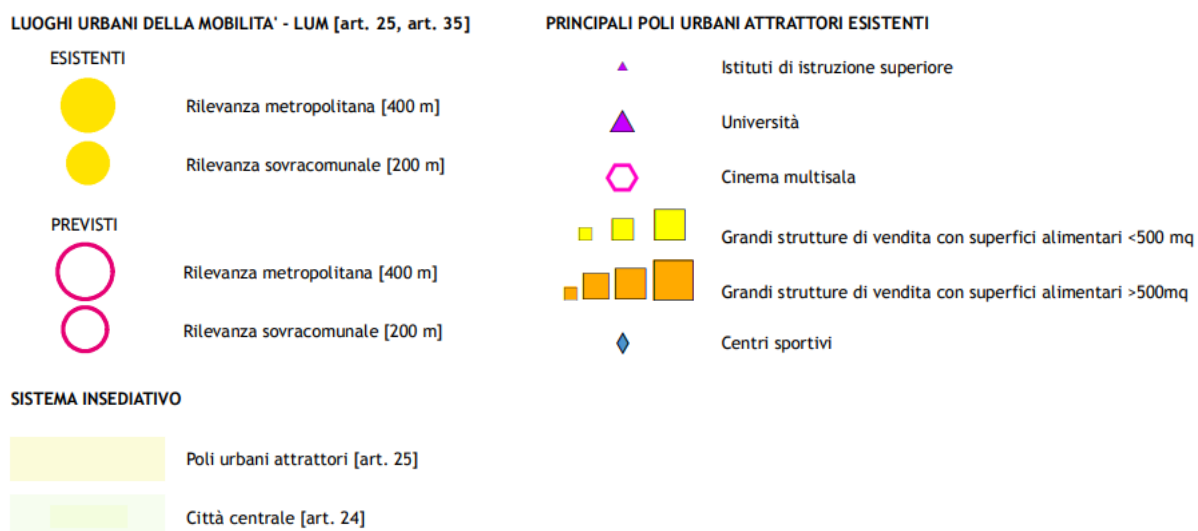 LUOGHI URBANI DELLA MOBILITA' - LUM [art. 25, art. 35]
ESISTENTI
Rilevanza metropolitana [400 m]
Rilevanza sovracomunale [200 m]
PREVISTI
Rilevanza metropolitana [400 m]
Rilevanza sovracomunale [200 m]
SISTEMA INSEDIATIVO
Poli urbani attrattori [art. 25]
Città centrale [art. 24]
PRINCIPALI POLI URBANI ATTRATTORI ESISTENTI
Istituti di istruzione superiore
Università
Cinema multisala
Grandi strutture di vendita con superfici alimentari <500 mq
Grandi strutture di vendita con superfici alimentari >500mq
Centri sportivi